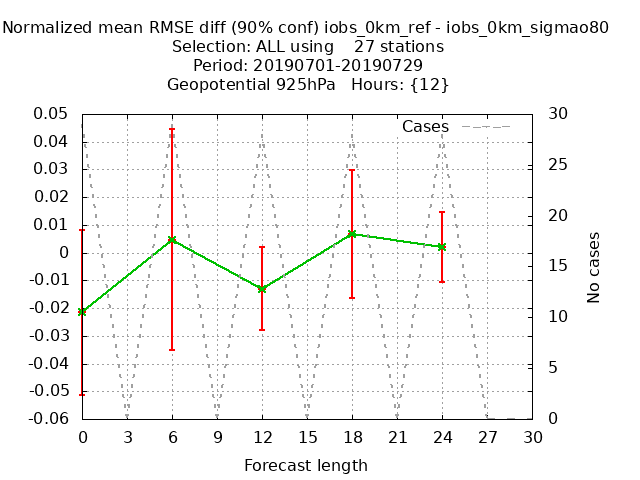 Normalized mean RMSE diff (90% conf) iobs_0km_ref - iobs_0km_sigmao80
Selection: ALL using 27 stations
Period: 20190701-20190729
Geopotential 925hPa Hours: {12}
Cases
0.05
0.04
0.03
0.02
0.01
0
-0.01
-0.02
-0.03
-0.04
-0.05
-0.06
30
25
20
15
10
5
0
No cases
0 3 6 9 12 15 18 21 24 27 30
Forecast length